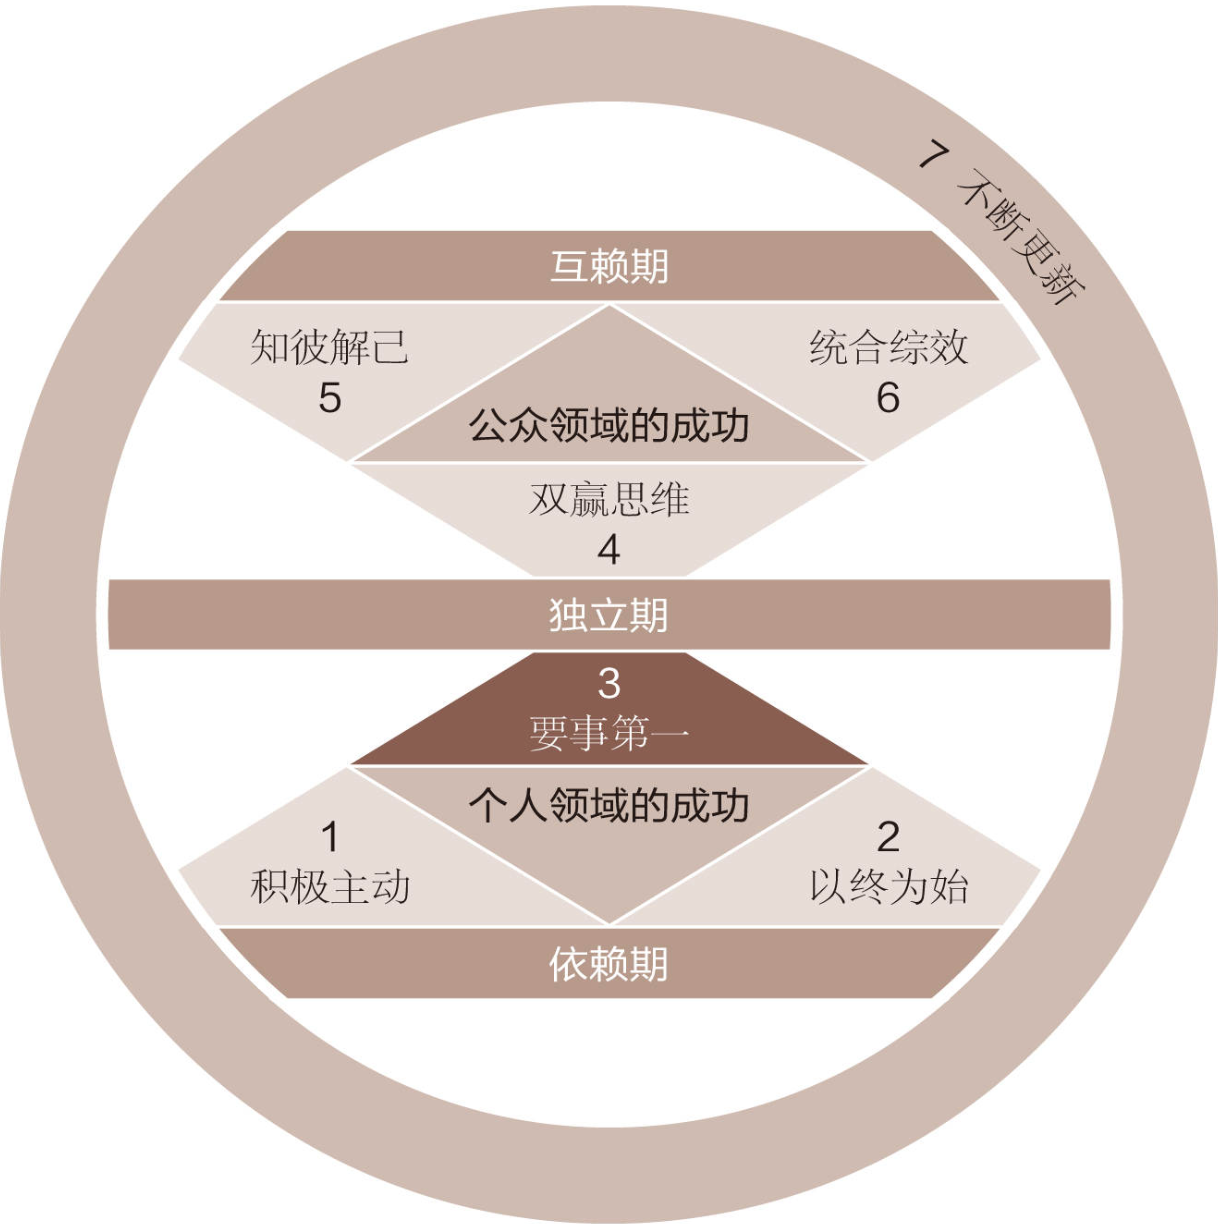 7 不断更新
互赖期
知彼解己
5
统合综效
6
公众领域的成功
双赢思维
4
独立期
3
要事第一
个人领域的成功
1
积极主动
2
以终为始
依赖期